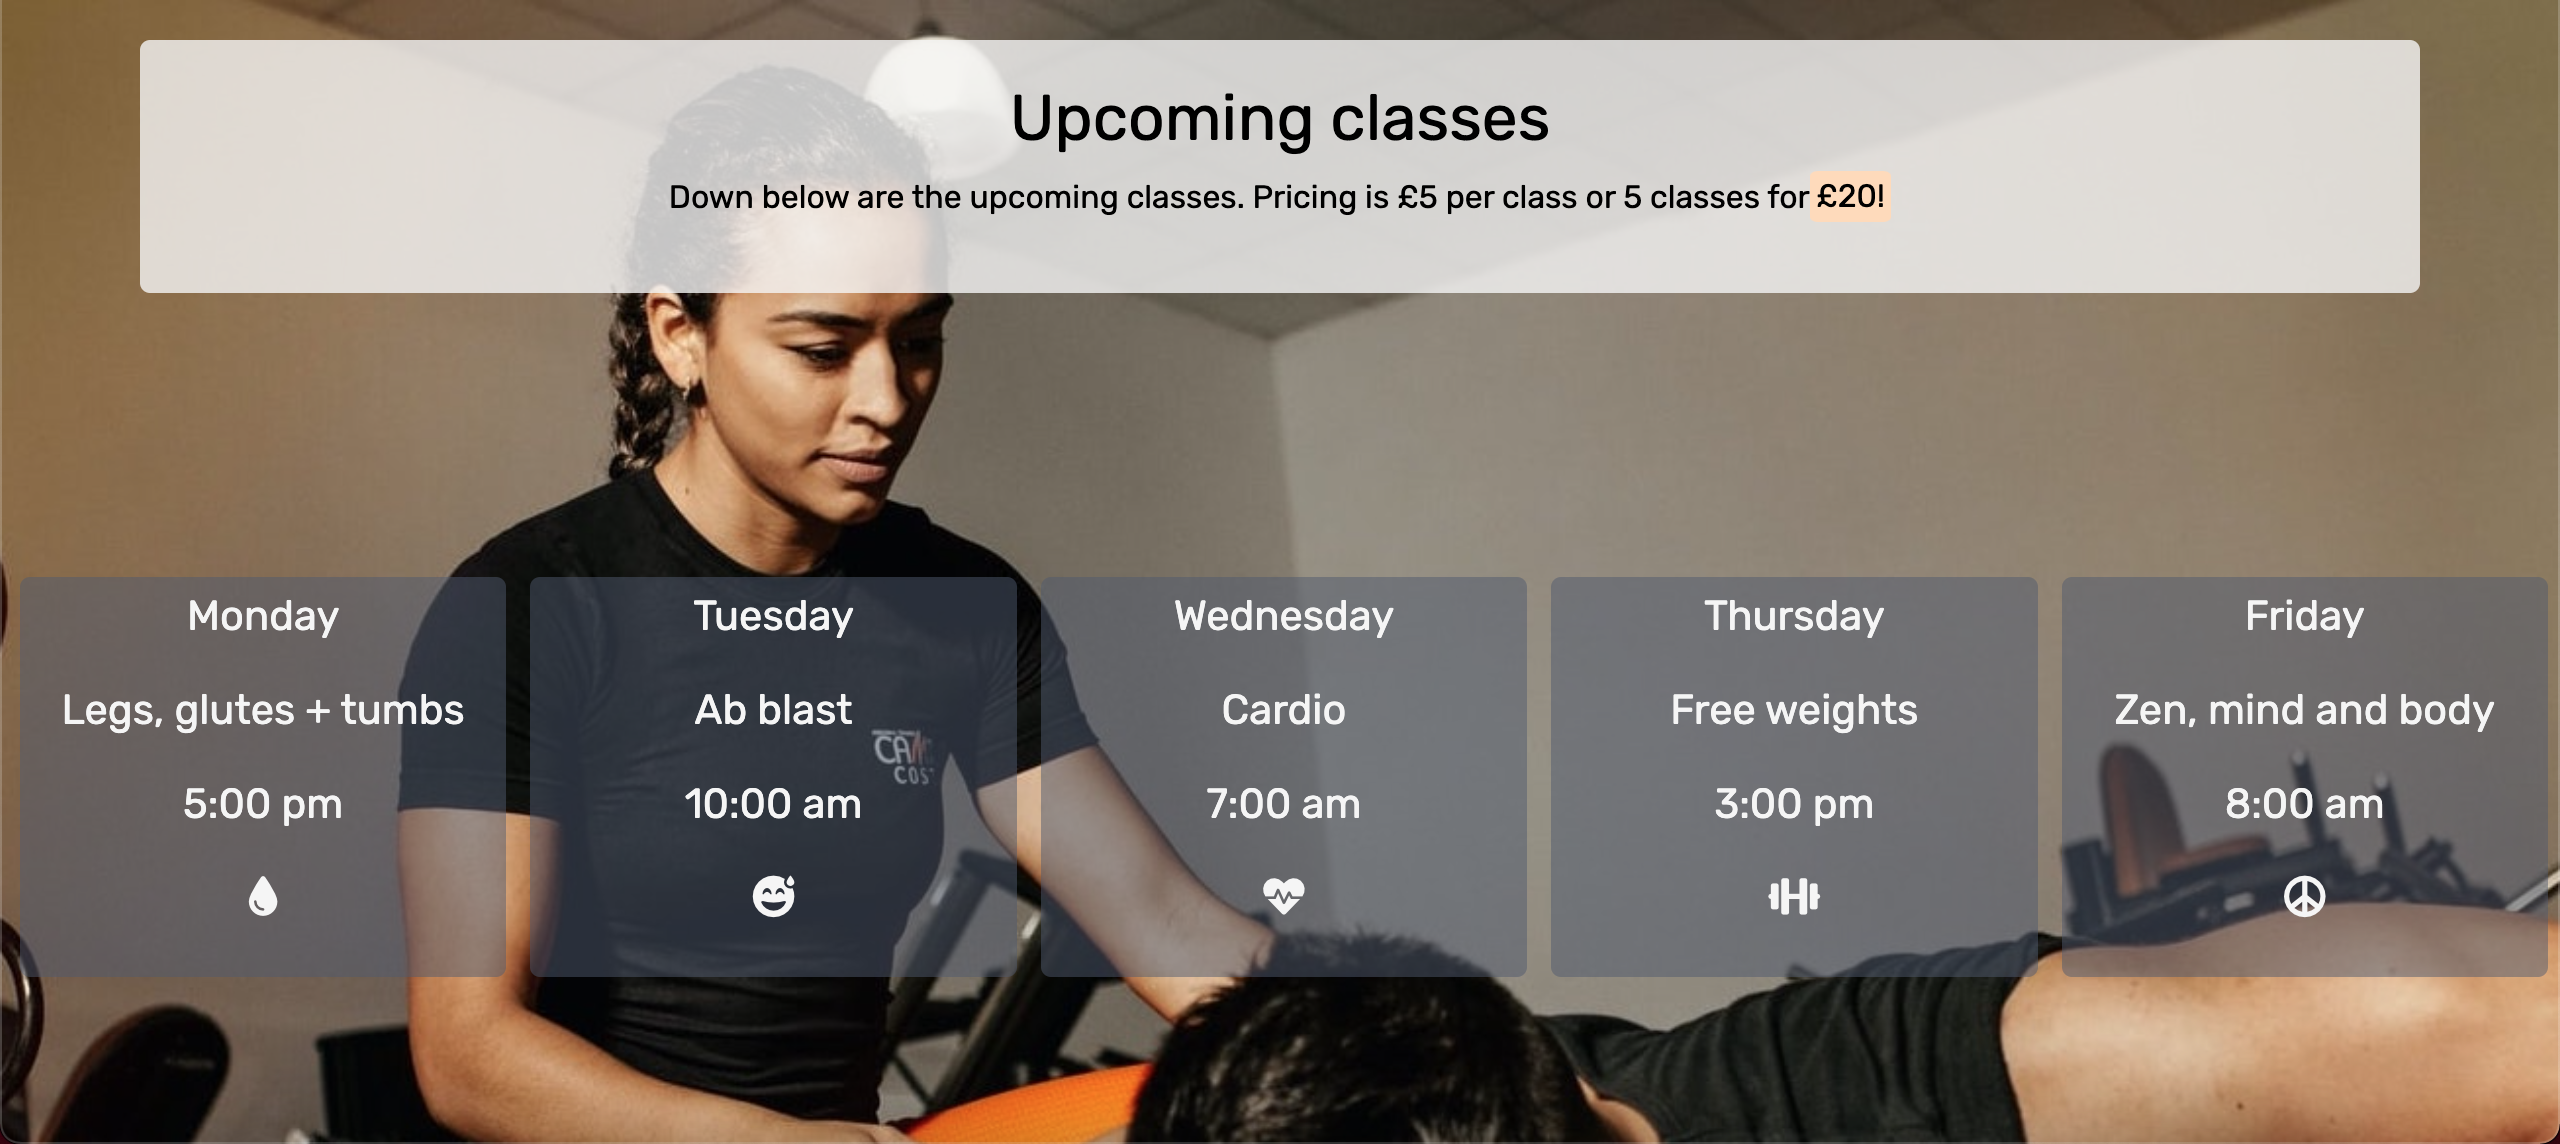 Upcoming classes
Down below are the upcoming classes. Pricing is £5 per class or 5 classes for £20!
Monday
Legs, glutes + tumbs
5:00 pm
Tuesday
Ab blast
10:00 am
Wednesday
Cardio
7:00 am
Thursday
Free weights
3:00 pm
Friday
Zen, mind and body
8:00 am